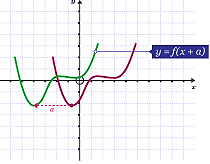 y
y = f(x + a)
x
a